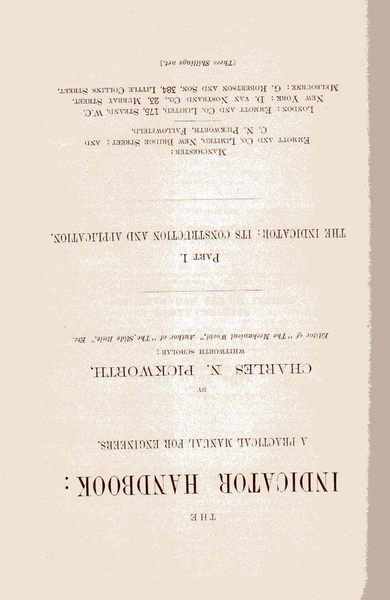 THE
INDICATOR HANDBOOK:
A PRACTICAL MANUAL FOR ENGINEERS.
BY
CHARLES N. PICKWORTH,
WHITWORTH SCHOLAR;
Editor of "The Mechanical World," Author of "The Slide Rule," Etc.
PART I.
THE INDICATOR: ITS CONSTRUCTION AND APPLICATION.
MANCHESTER:
EMMOTT AND CO., LIMITED, NEW BRIDGE STREET; AND
C. N. PICKWORTH, FALLOWFIELD.
LONDON: EMMOTT AND CO., LIMITED, 175, STRAND, W.C.
NEW YORK: D. VAN NOSTRAND CO., 23, MURRAY STREET.
MELBOURNE: G. ROBERTSON AND SON, 384, LITTLE COLLINS STREET.
(Three Shillings net.)